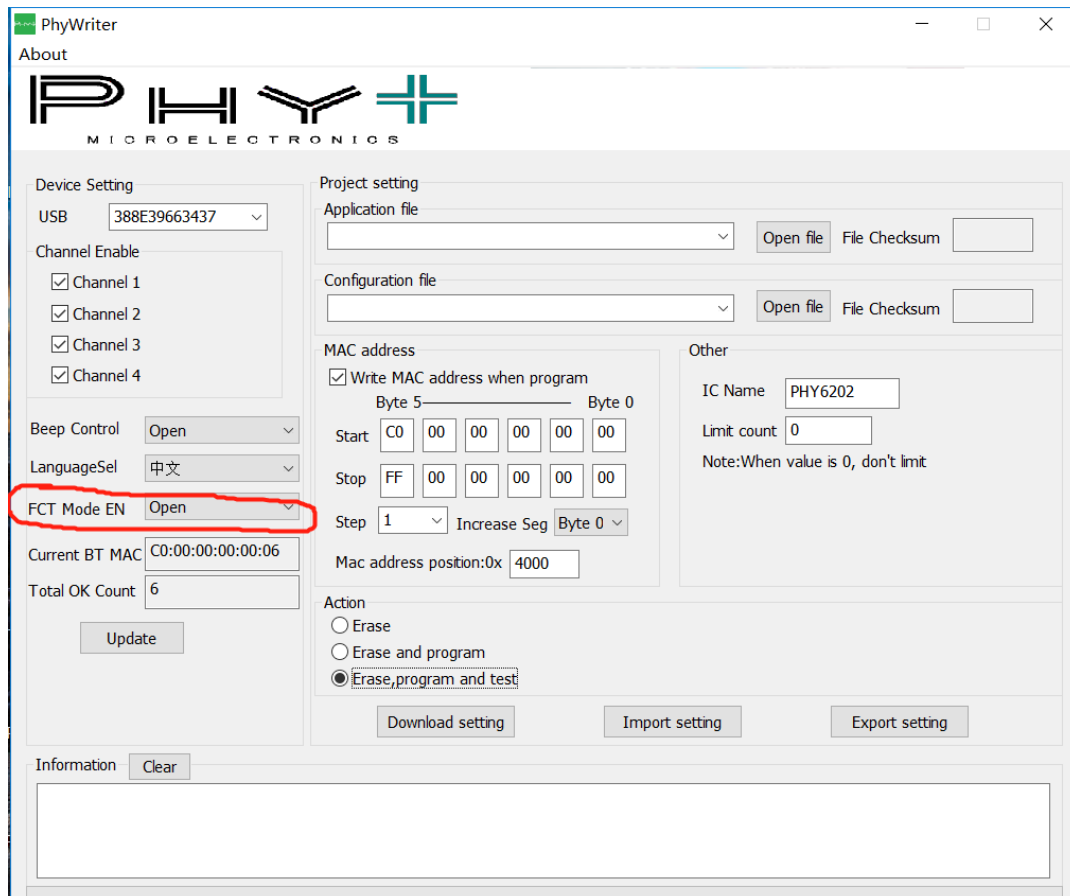 PhyWriter
About
PHY+
MICROELECTRONICS
Device Setting
USB 388E39663437
Channel Enable
Channel 1
Channel 2
Channel 3
Channel 4
Beep Control Open
LanguageSel 中文
FCT Mode EN Open
Current BT MAC C0:00:00:00:00:06
Total OK Count 6
Update
Project setting
Application file
Open file File Checksum
Configuration file
Open file File Checksum
MAC address
Write MAC address when program
Byte 5 Byte 0
Start C0 00 00 00 00 00
Stop FF 00 00 00 00 00
Step 1 Increase Seg Byte 0
Mac address position:0x 4000
Other
IC Name PHY6202
Limit count 0
Note:When value is 0, don't limit
Action
Erase
Erase and program
Erase,program and test
Download setting Import setting Export setting
Information Clear